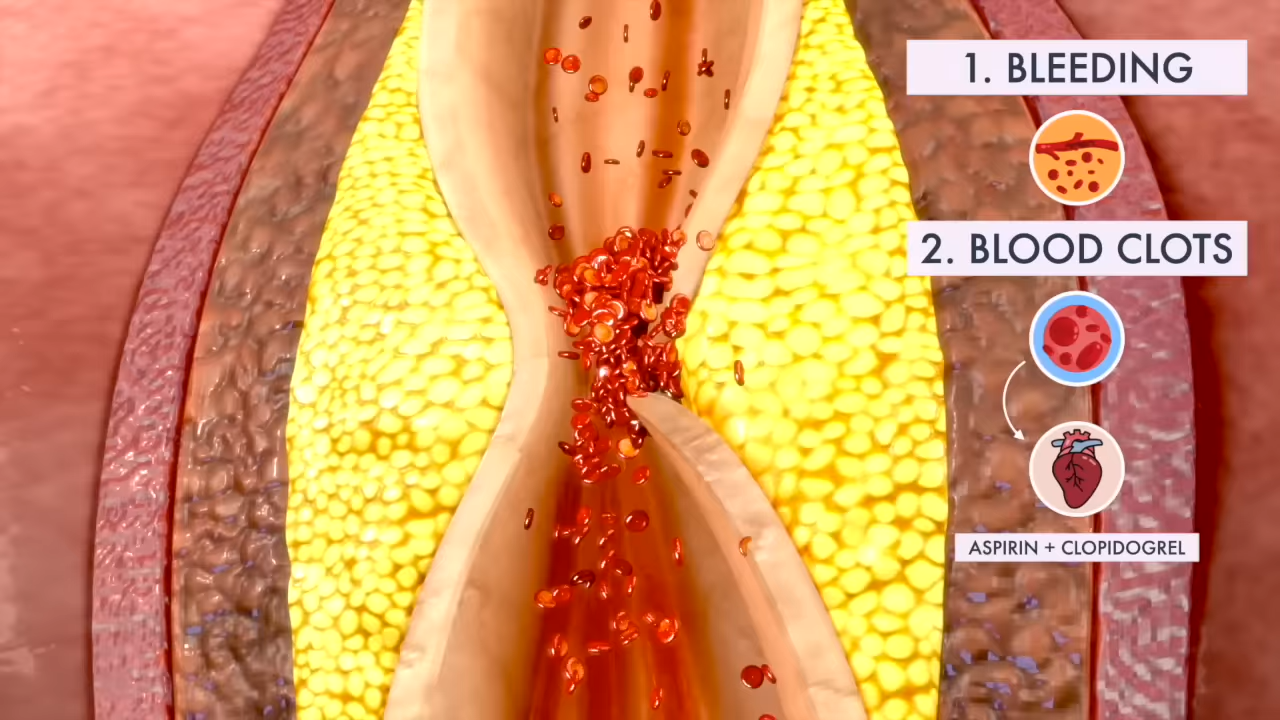 1. BLEEDING
2. BLOOD CLOTS
ASPIRIN + CLOPIDOGREL